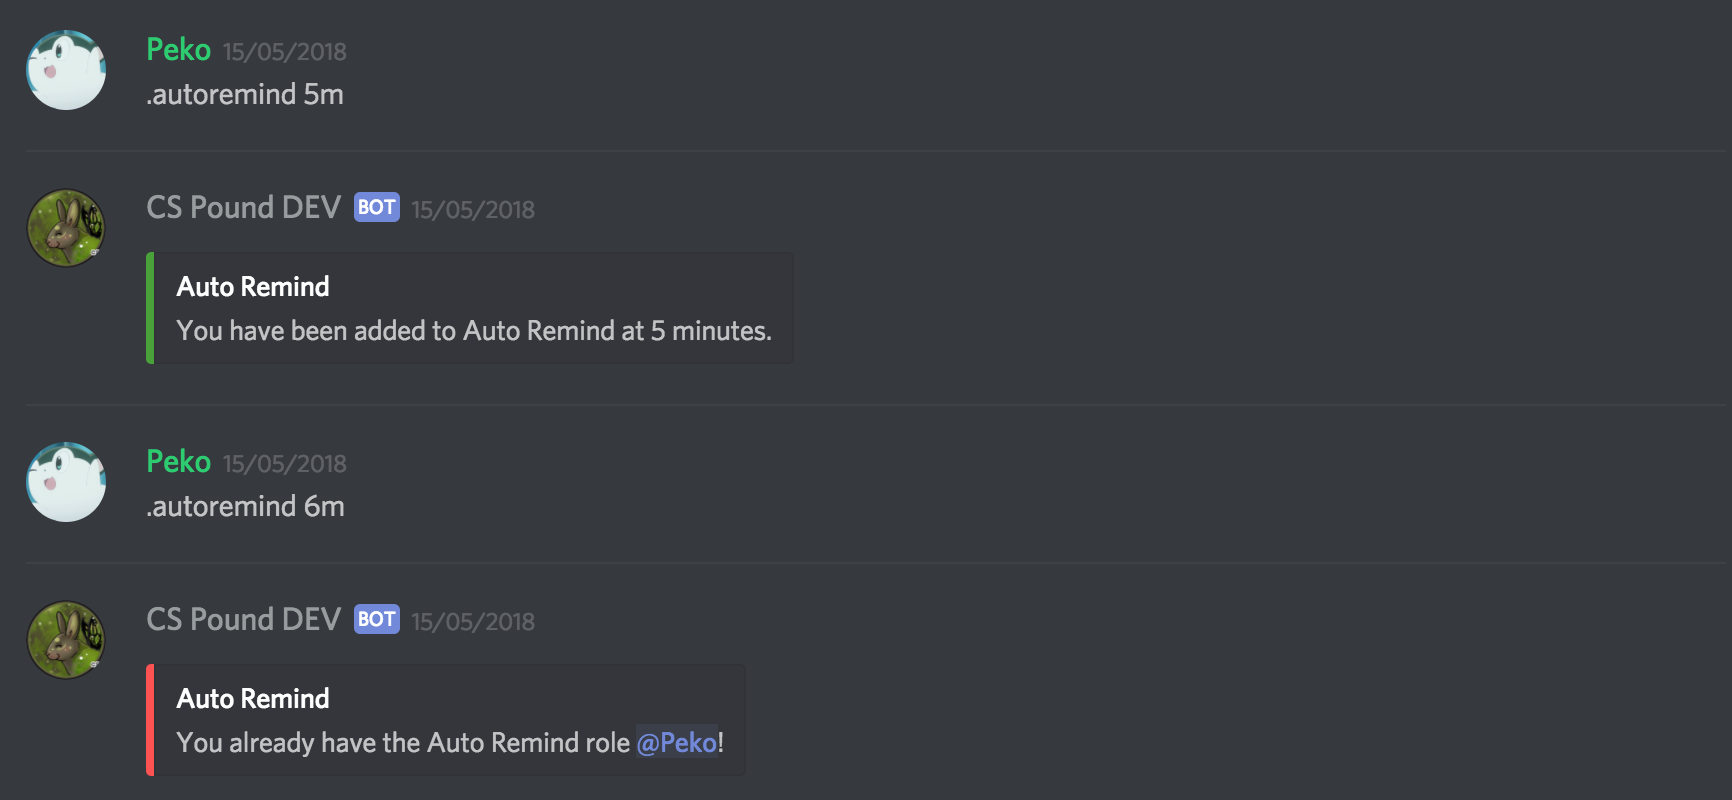 Peko 15/05/2018
.autoremind 5m
CS Pound DEV BOT 15/05/2018
Auto Remind
You have been added to Auto Remind at 5 minutes.
Peko 15/05/2018
.autoremind 6m
CS Pound DEV BOT 15/05/2018
Auto Remind
You already have the Auto Remind role @Peko!